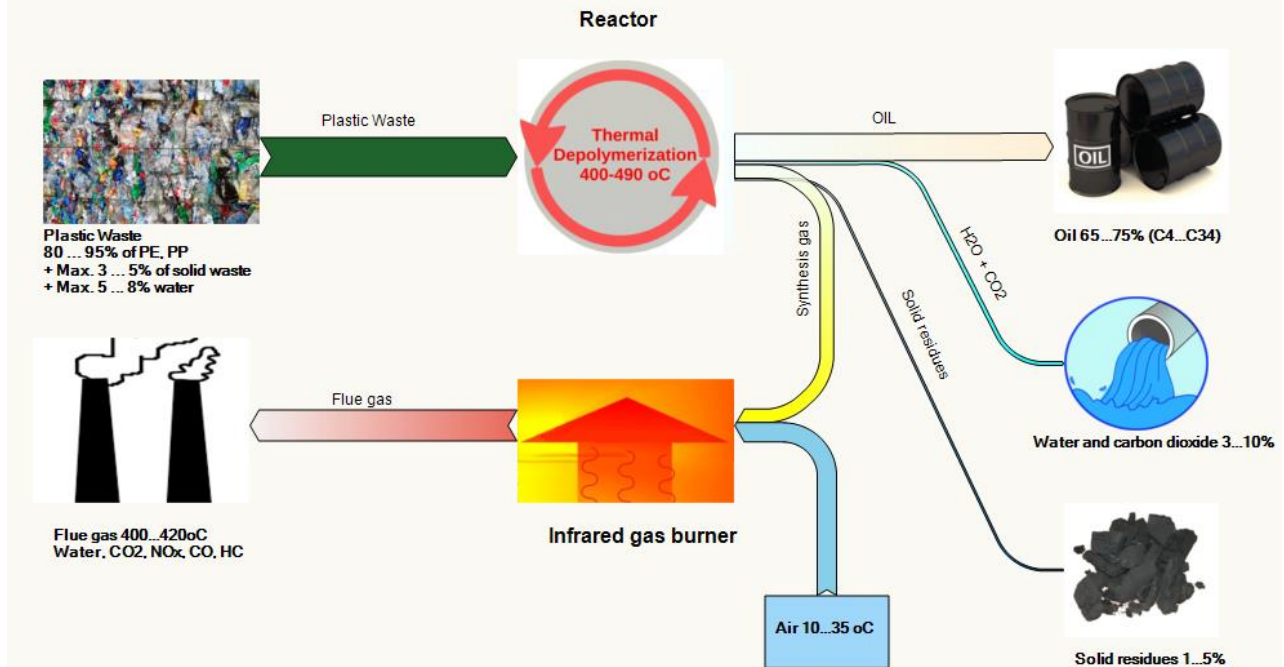 Reactor
Plastic Waste
OIL
Thermal
Depolymerization
400-490 oC
OIL
Plastic Waste
80 ... 95% of PE, PP
+ Max. 3 ... 5% of solid waste
+ Max. 5 ... 8% water
Oil 65...75% (C4...C34)
Synthesis gas
Solid residues
H2O + CO2
Flue gas
Water and carbon dioxide 3...10%
Flue gas 400...420oC
Water, CO2, NOx, CO, HC
Infrared gas burner
Air 10...35 oC
Solid residues 1...5%